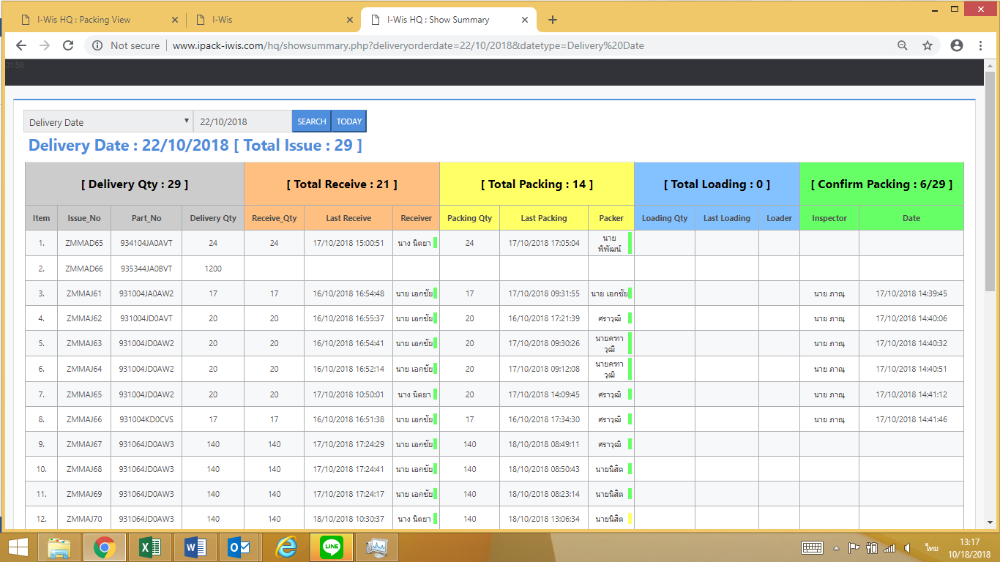 I-Wis HQ : Packing View
I-Wis
I-Wis HQ : Show Summary
Not secure www.ipack-iwis.com/hq/showsummary.php?deliveryorderdate=22/10/2018&datetype=Delivery%20Date
01:56
Delivery Date 22/10/2018 SEARCH TODAY
Delivery Date : 22/10/2018 [ Total Issue : 29 ]
[ Delivery Qty : 29 ] [ Total Receive : 21 ] [ Total Packing : 14 ] [ Total Loading : 0 ] [ Confirm Packing : 6/29 ]
Item Issue_No Part_No Delivery Qty Receive_Qty Last Receive Receiver Packing Qty Last Packing Packer Loading Qty Last Loading Loader Inspector Date
1. ZMMAD65 934104JA0AVT 24 24 17/10/2018 15:00:51 นาง นิตยา 24 17/10/2018 17:05:04 นาย
พิพัฒน์
2. ZMMAD66 935344JA0BVT 1200
3. ZMMAJ61 931004JA0AW2 17 17 16/10/2018 16:54:48 นาย เอกชัย 17 17/10/2018 09:31:55 นาย เอกชัย นาย ภาณุ 17/10/2018 14:39:45
4. ZMMAJ62 931004JD0AVT 20 20 16/10/2018 16:55:37 นาย เอกชัย 20 16/10/2018 17:21:39 ศราวุฒิ นาย ภาณุ 17/10/2018 14:40:06
5. ZMMAJ63 931004JD0AW2 20 20 16/10/2018 16:54:41 นาย เอกชัย 20 17/10/2018 09:30:26 นายคฑา
วุฒิ นาย ภาณุ 17/10/2018 14:40:32
6. ZMMAJ64 931004JD0AW2 20 20 16/10/2018 16:52:14 นาย เอกชัย 20 17/10/2018 09:12:08 นายคฑา
วุฒิ นาย ภาณุ 17/10/2018 14:40:51
7. ZMMAJ65 931004JD0AW2 20 20 17/10/2018 10:50:01 นาง นิตยา 20 17/10/2018 14:09:45 ศราวุฒิ นาย ภาณุ 17/10/2018 14:41:12
8. ZMMAJ66 931004KD0CVS 17 17 16/10/2018 16:51:38 นาย เอกชัย 17 16/10/2018 17:34:30 ศราวุฒิ นาย ภาณุ 17/10/2018 14:41:46
9. ZMMAJ67 931064JD0AW3 140 140 17/10/2018 17:24:29 นาย เอกชัย 140 18/10/2018 08:49:11 ศราวุฒิ
10. ZMMAJ68 931064JD0AW3 140 140 17/10/2018 17:24:41 นาย เอกชัย 140 18/10/2018 08:50:43 นายนิสิต
11. ZMMAJ69 931064JD0AW3 140 140 17/10/2018 17:24:17 นาย เอกชัย 140 18/10/2018 08:23:14 นายนิสิต
12. ZMMAJ70 931064JD0AW3 140 140 18/10/2018 10:30:37 นาง นิตยา 140 18/10/2018 13:06:34 นายนิสิต
LINE
ไทย
13:17
10/18/2018